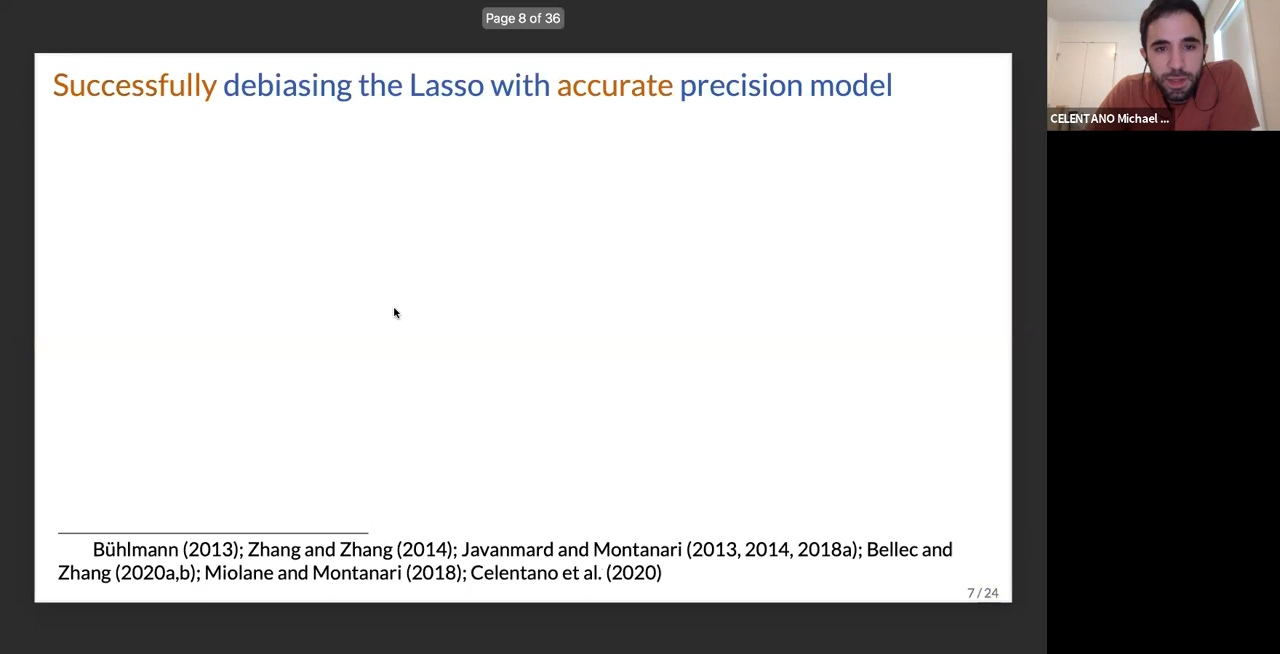 Page 8 of 36
Successfully debiasing the Lasso with accurate precision model
CELENTANO Michael ...
Bühlmann (2013); Zhang and Zhang (2014); Javanmard and Montanari (2013, 2014, 2018a); Bellec and
Zhang (2020a,b); Miolane and Montanari (2018); Celentano et al. (2020)
7 / 24